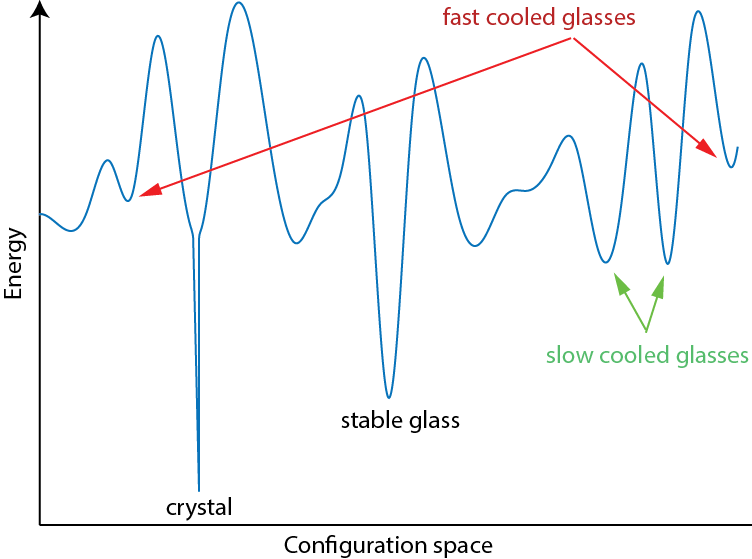 fast cooled glasses
Energy
slow cooled glasses
stable glass
crystal
Configuration space